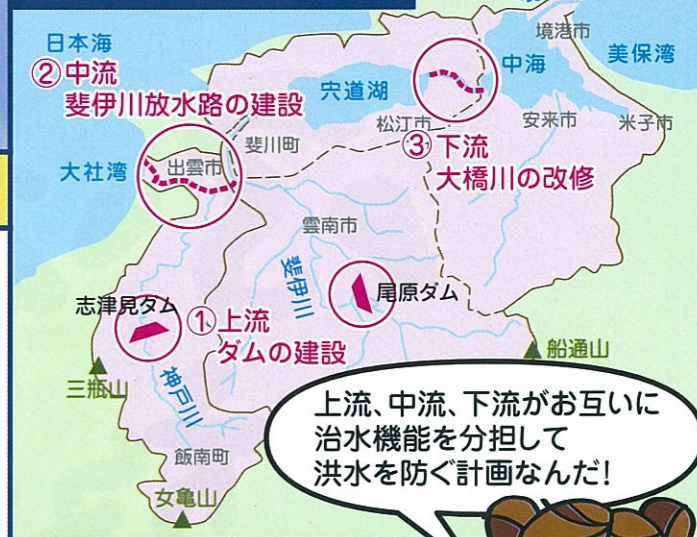 日本海
境港市
美保湾
②中流
斐伊川放水路の建設
宍道湖
中海
松江市
安来市
米子市
斐川町
③下流
大橋川の改修
大社湾
出雲市
雲南市
斐伊川
尾原ダム
志津見ダム
①上流
ダムの建設
船通山
三瓶山
神戸川
飯南町
女亀山
上流、中流、下流がお互いに
治水機能を分担して
洪水を防ぐ計画なんだ!